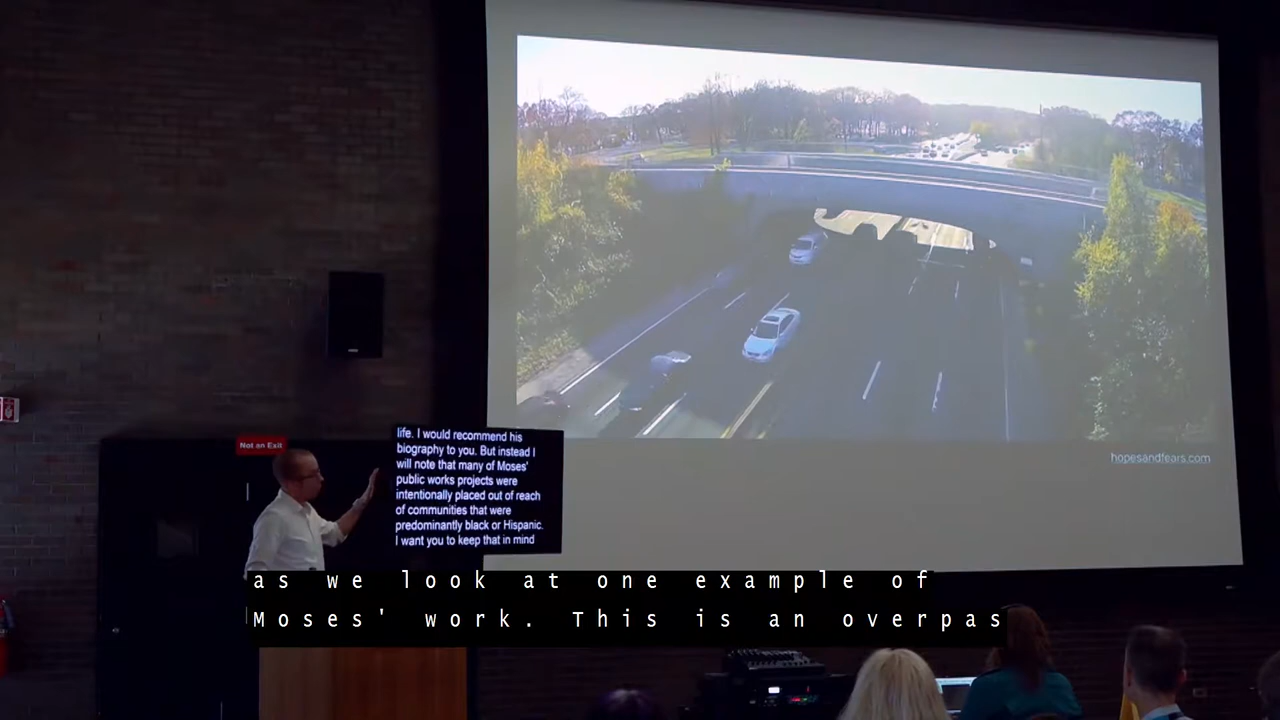 hopesandfears.com
Not an Exit
life. I would recommend his
biography to you. But instead I
will note that many of Moses'
public works projects were
intentionally placed out of reach
of communities that were
predominantly black or Hispanic.
I want you to keep that in mind
as we look at one example of
Moses' work. This is an overpas